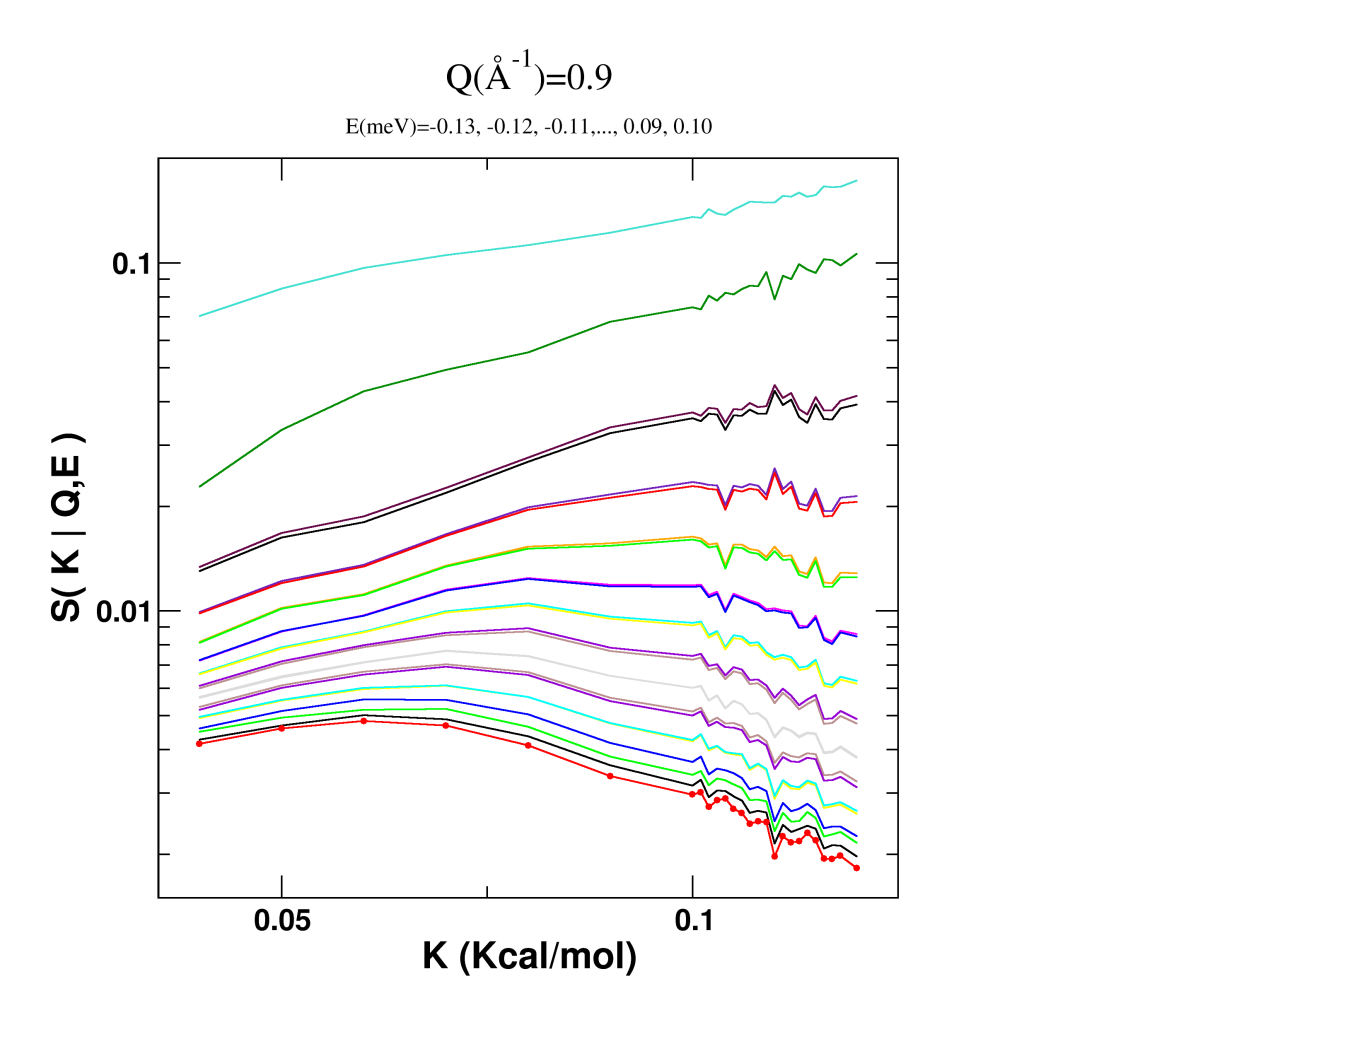 Q(Å-1)=0.9
E(meV)=-0.13, -0.12, -0.11,..., 0.09, 0.10
0.1
0.01
S( K | Q,E )
0.05
0.1
K (Kcal/mol)